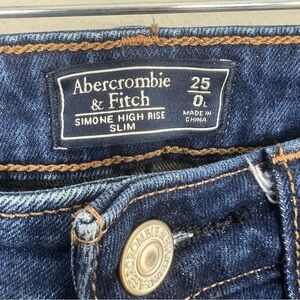 Abercrombie
& Fitch
SIMONE HIGH RISE
SLIM
25
0L
MADE IN
CHINA